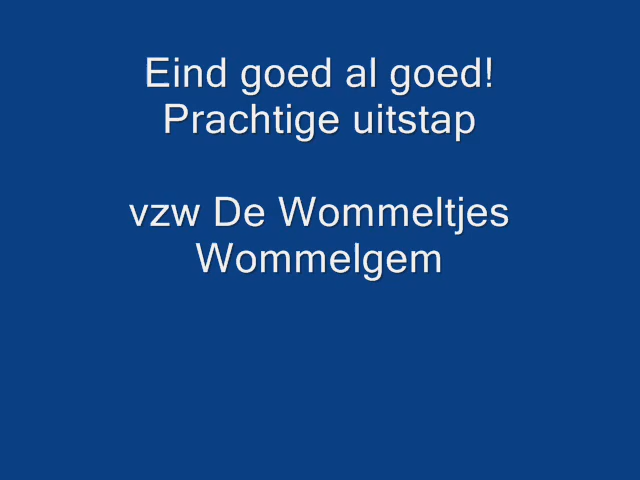 Eind goed al goed!
Prachtige uitstap
vzw De Wommeltjes
Wommelgem